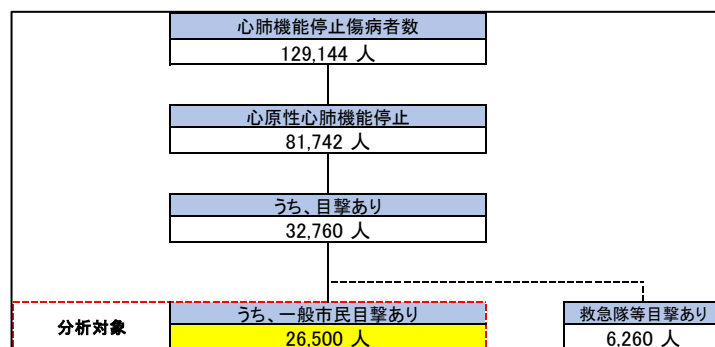 心肺機能停止傷病者数
129,144 人
心原性心肺機能停止
81,742 人
うち、目撃あり
32,760 人
分析対象
うち、一般市民目撃あり
26,500 人
救急隊等目撃あり
6,260 人